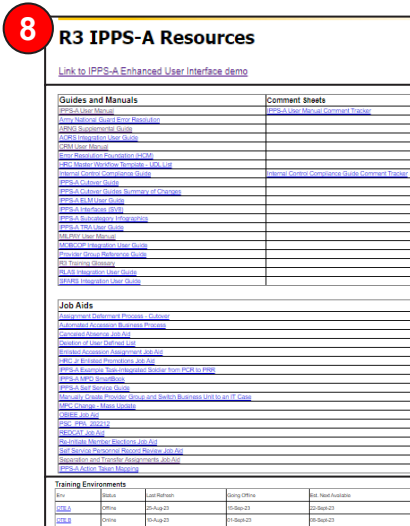 8
R3 IPPS-A Resources
Link to IPPS-A Enhanced User Interface demo
Guides and Manuals Comment Sheets
IPPS-A User Manual IPPS-A User Manual Comment Tracker
Army National Guard Error Resolution
ARNG Supplemental Guide
AORS Integration User Guide
CRM User Manual
Error Resolution Foundation (HCM)
HRC Master Workflow Template - UDL List
Internal Control Compliance Guide Internal Control Compliance Guide Comment Tracker
IPPS-A Cutover Guide
IPPS-A Cutover Guides Summary of Changes
IPPS-A ELM User Guide
IPPS-A Interfaces (SV6)
IPPS-A Subcategory Infographics
IPPS-A TRA User Guide
MILPAY User Manual
MOBCOP Integration User Guide
Provider Group Reference Guide
R3 Training Glossary
RLAS Integration User Guide
SFARS Integration User Guide
Job Aids
Assignment Deferment Process - Cutover
Automated Accession Business Process
Canceled Absence Job Aid
Deletion of User Defined List
Enlisted Accession Assignment Job Aid
HRC Jr Enlisted Promotions Job Aid
IPPS-A Example Task-Integrated Soldier from PCR to PRR
IPPS-A MPD SmartBook
IPPS-A Self Service Guide
Manually Create Provider Group and Switch Business Unit to an IT Case
MPC Change - Mass Update
OBIEE Job Aid
PSC_PPA_202212
REDCAT Job Aid
Re-Initiate Member Elections Job Aid
Self Service Personnel Record Review Job Aid
Separation and Transfer Assignments Job Aid
IPPS-A Action Taken Mapping
Training Environments
Env Status Last Refresh Going Offline Est. Next Available
OTE A Offline 25-Aug-23 15-Sep-23 22-Sept-23
OTE B Online 10-Aug-23 01-Sept-23 08-Sept-23